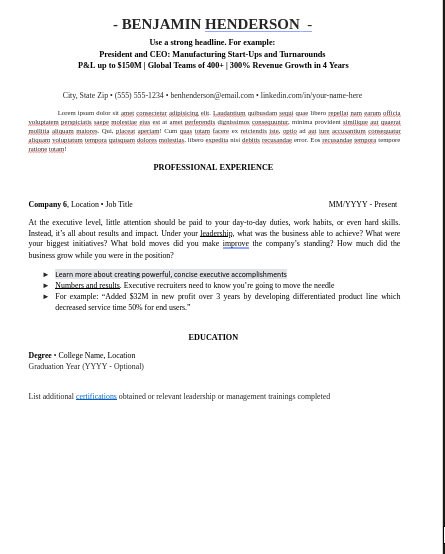 - BENJAMIN HENDERSON -
Use a strong headline. For example:
President and CEO: Manufacturing Start-Ups and Turnarounds
P&L up to $150M | Global Teams of 400+ | 300% Revenue Growth in 4 Years
City, State Zip • (555) 555-1234 • benhenderson@email.com • linkedin.com/in/your-name-here
Lorem ipsum dolor sit amet consectetur adipisicing elit. Laudantium quibusdam sequi quae libero repellat nam earum officia
voluptatem perspiciatis saepe molestiae eius est at amet perferendis dignissimos consequuntur, minima provident similique aut quaerat
mollitia aliquam maiores. Qui, placeat aperiam! Cum quas totam facere ex reiciendis iste, optio ad aut iure accusantium consequatur
aliquam voluptatum tempora quisquam dolores molestias, libero expedita nisi debitis recusandae error. Eos recusandae tempora tempore
ratione totam!
PROFESSIONAL EXPERIENCE
Company 6, Location • Job Title MM/YYYY - Present
At the executive level, little attention should be paid to your day-to-day duties, work habits, or even hard skills.
Instead, it's all about results and impact. Under your leadership, what was the business able to achieve? What were
your biggest initiatives? What bold moves did you make improve the company's standing? How much did the
business grow while you were in the position?
► Learn more about creating powerful, concise executive accomplishments
► Numbers and results. Executive recruiters need to know you're going to move the needle
► For example: "Added $32M in new profit over 3 years by developing differentiated product line which
decreased service time 50% for end users."
EDUCATION
Degree • College Name, Location
Graduation Year (YYYY - Optional)
List additional certifications obtained or relevant leadership or management trainings completed